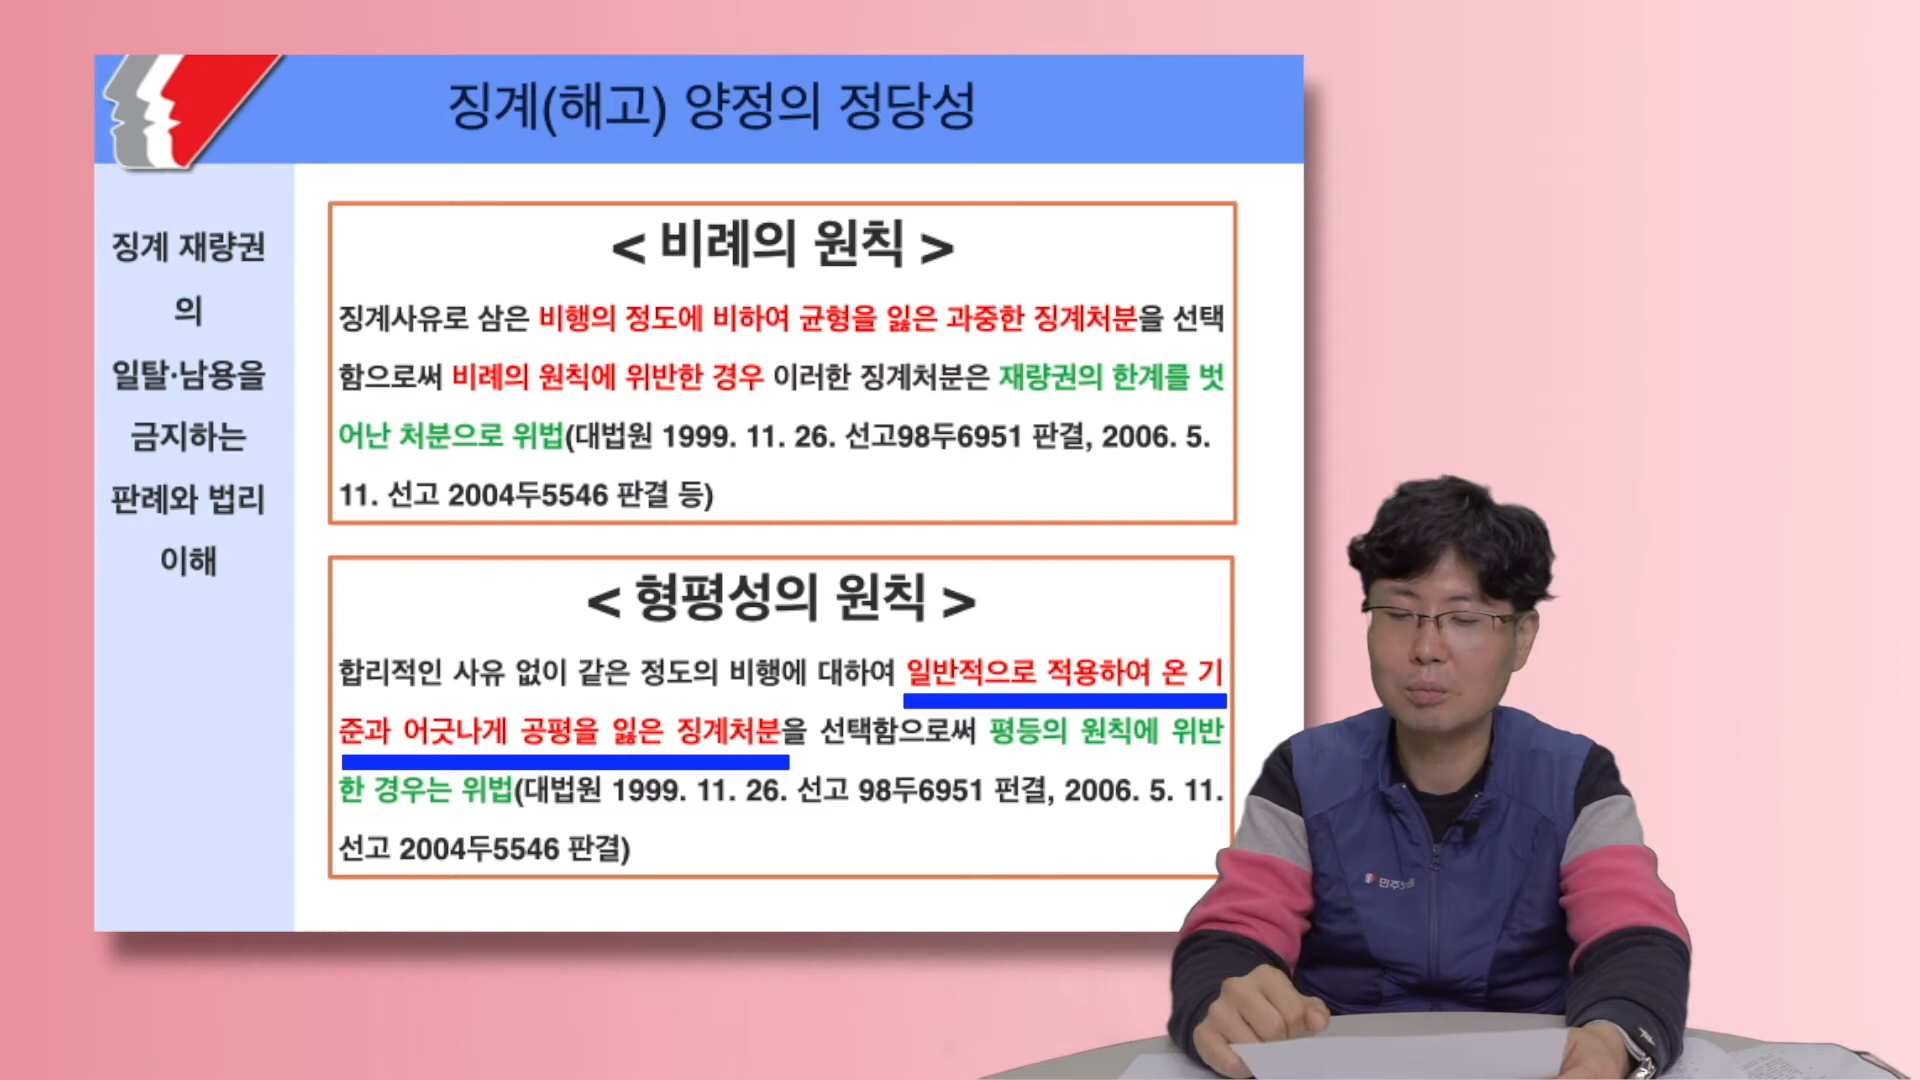 징계(해고) 양정의 정당성
징계 재량권
의
일탈·남용을
금지하는
판례와 법리
이해
< 비례의 원칙 >
징계사유로 삼은 비행의 정도에 비하여 균형을 잃은 과중한 징계처분을 선택
함으로써 비례의 원칙에 위반한 경우 이러한 징계처분은 재량권의 한계를 벗
어난 처분으로 위법(대법원 1999. 11. 26. 선고98두6951 판결, 2006. 5.
11. 선고 2004두5546 판결 등)
< 형평성의 원칙 >
합리적인 사유 없이 같은 정도의 비행에 대하여 일반적으로 적용하여 온 기
준과 어긋나게 공평을 잃은 징계처분을 선택함으로써 평등의 원칙에 위반
한 경우는 위법(대법원 1999. 11. 26. 선고 98두6951 펀결, 2006. 5. 11.
선고 2004두5546 판결)